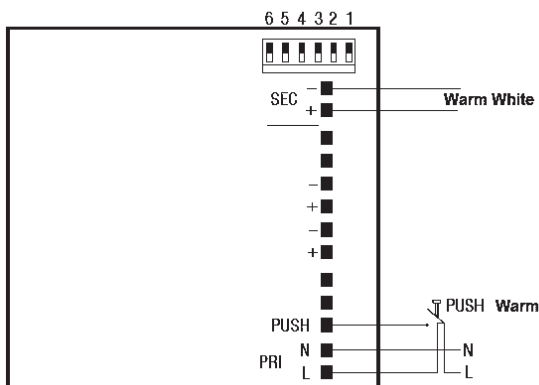 6 5 4 3 2 1
SEC
−
+
Warm White
−
+
−
+
PUSH
PUSH Warm
PRI
N
N
L
L